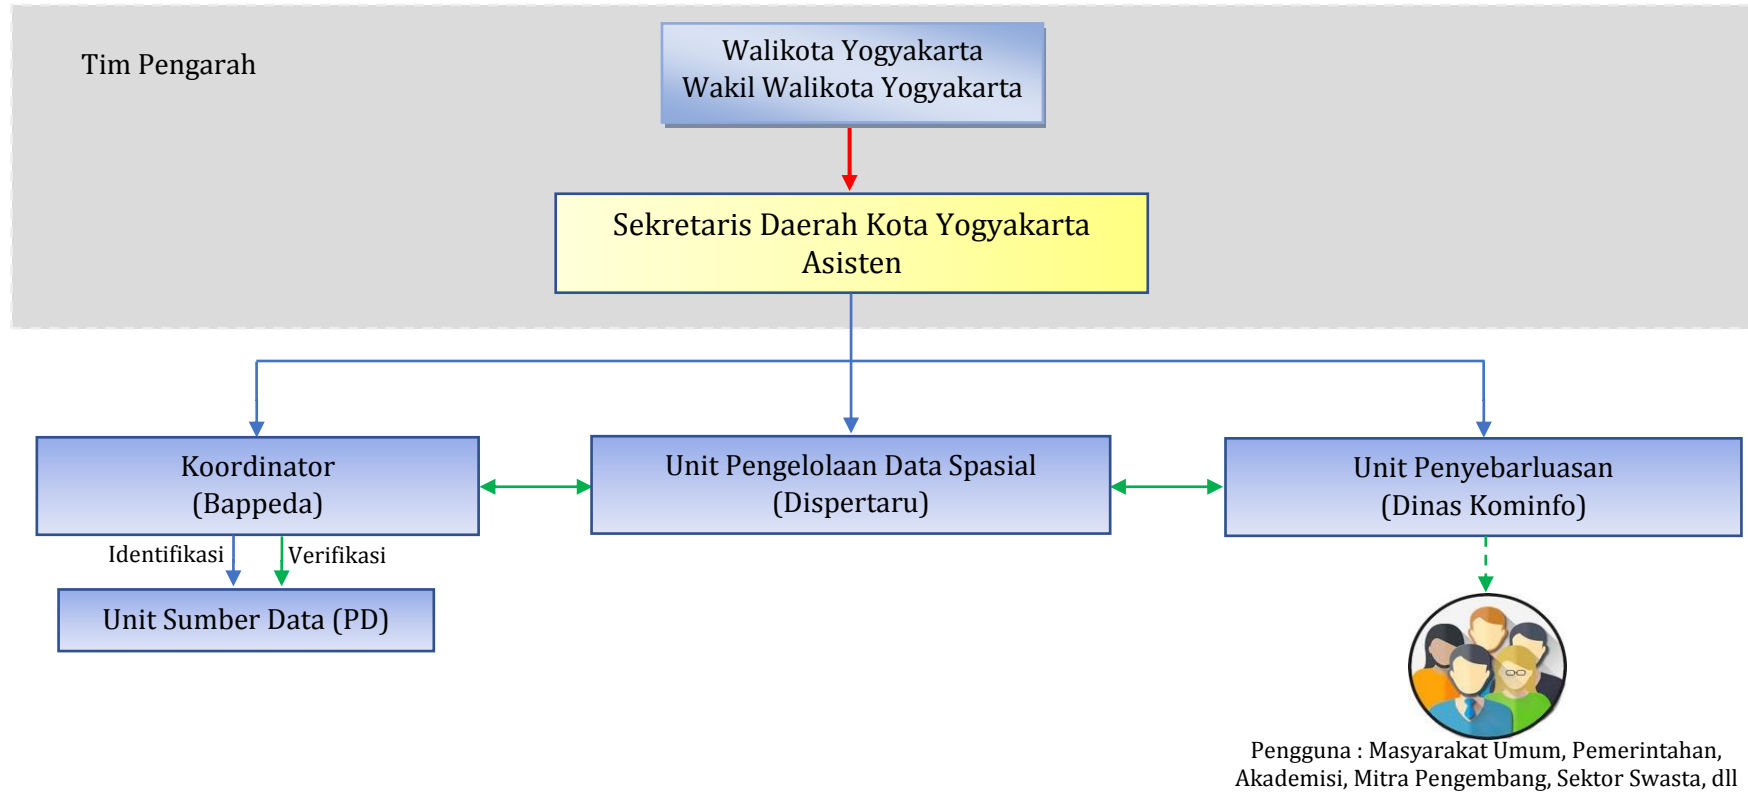 Tim Pengarah
Walikota Yogyakarta
Wakil Walikota Yogyakarta
Sekretaris Daerah Kota Yogyakarta
Asisten
Koordinator
(Bappeda)
Unit Pengelolaan Data Spasial
(Dispertaru)
Unit Penyebarluasan
(Dinas Kominfo)
Identifikasi
Verifikasi
Unit Sumber Data (PD)
Pengguna : Masyarakat Umum, Pemerintahan,
Akademisi, Mitra Pengembang, Sektor Swasta, dll